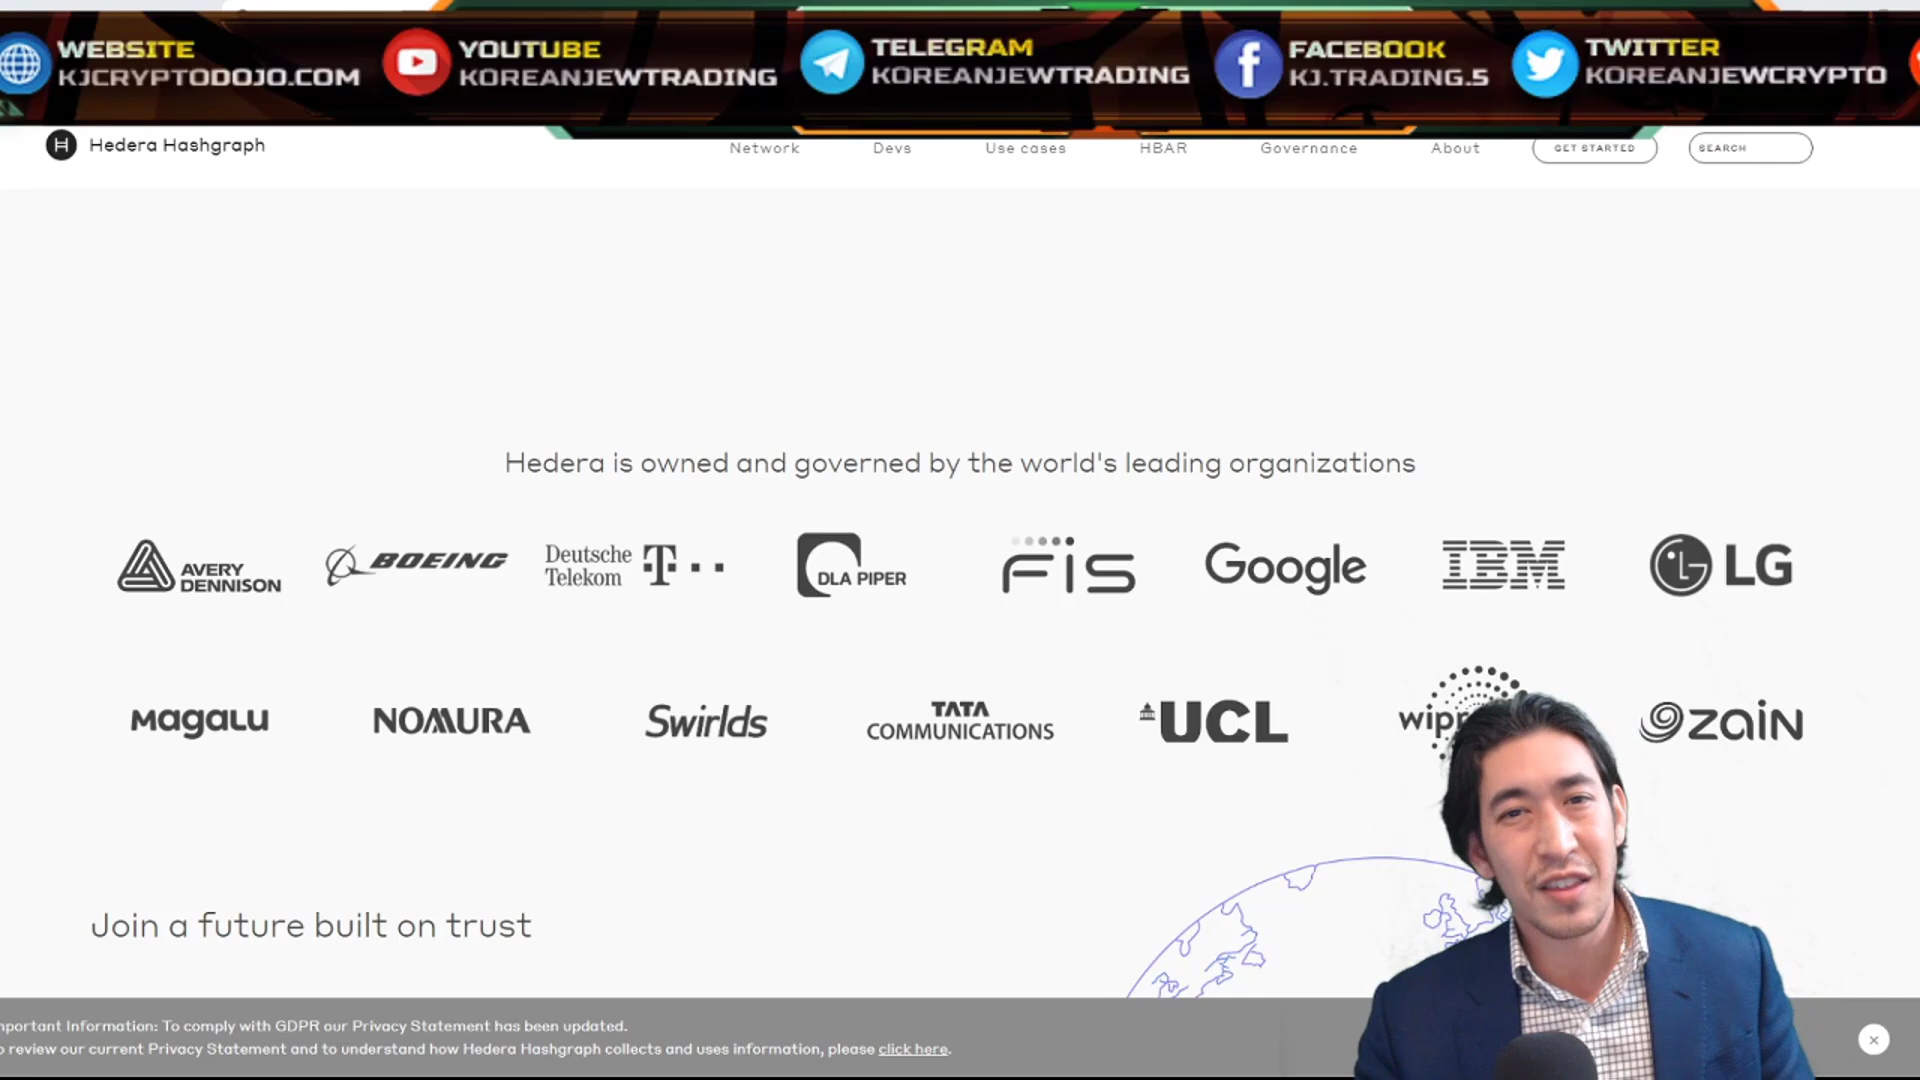 WEBSITE
KJCRYPTODOJO.COM
YOUTUBE
KOREANJEWTRADING
TELEGRAM
KOREANJEWTRADING
FACEBOOK
KJ.TRADING.5
TWITTER
KOREANJEWCRYPTO
H Hedera Hashgraph
Network Devs Use cases HBAR Governance About GET STARTED SEARCH
Hedera is owned and governed by the world's leading organizations
AVERY
DENNISON
BOEING
Deutsche
Telekom T
DLA PIPER
FIS
Google
IBM
LG
Magalu
NOMURA
Swirlds
TATA
COMMUNICATIONS
UCL
zain
Join a future built on trust
mportant Information: To comply with GDPR our Privacy Statement has been updated.
o review our current Privacy Statement and to understand how Hedera Hashgraph collects and uses information, please click here.